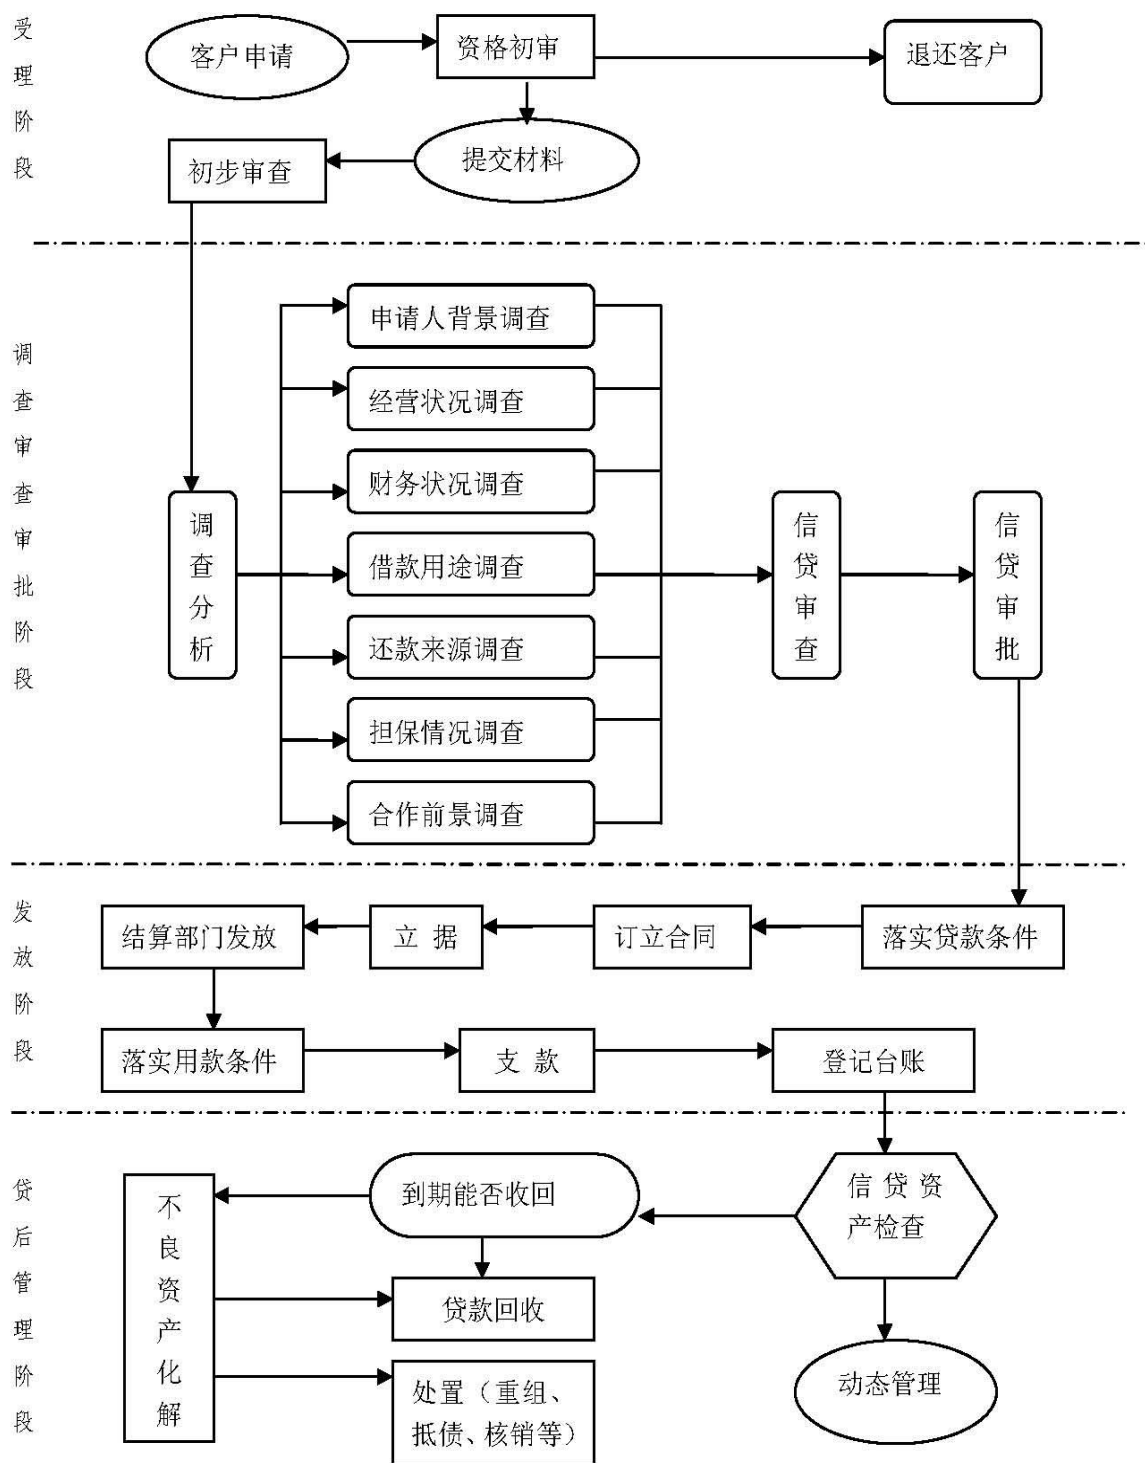 受理阶段
客户申请
资格初审
退还客户
提交材料
初步审查
调查审查审批阶段
申请人背景调查
经营状况调查
财务状况调查
调查分析
借款用途调查
信贷审查
信贷审批
还款来源调查
担保情况调查
合作前景调查
发放阶段
结算部门发放
立 据
订立合同
落实贷款条件
落实用款条件
支 款
登记台账
贷后管理阶段
不良资产化解
到期能否收回
信 贷 资
产检查
贷款回收
动态管理
处置（重组、
抵债、核销等）